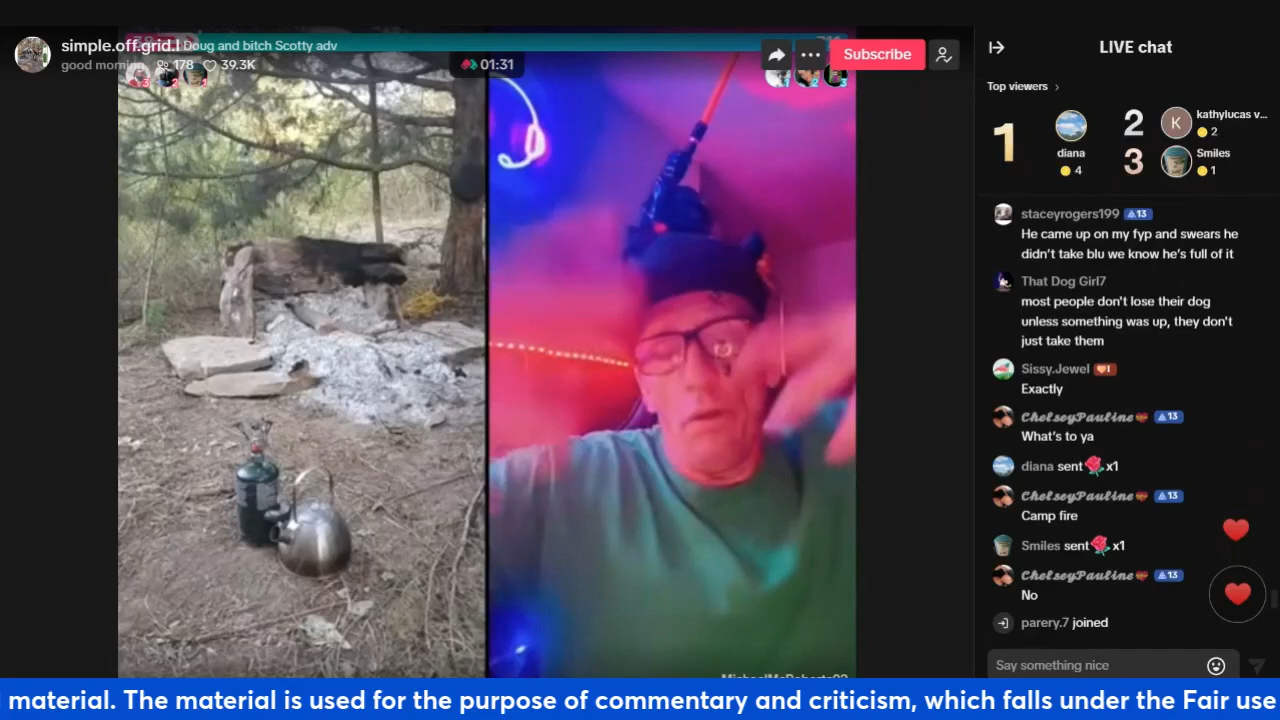 simple.off.grid.l Doug and bitch Scotty adv
good morning 178 39.3K
01:31
Subscribe
LIVE chat
Top viewers
1
diana
4
2
K
kathylucas v...
2
3
Smiles
1
staceyrogers199 13
He came up on my fyp and swears he
didn't take blu we know he's full of it
That Dog Girl7
most people don't lose their dog
unless something was up, they don't
just take them
Sissy.Jewel 1
Exactly
ChelseyPauline 13
What's to ya
diana sent x1
ChelseyPauline 13
Camp fire
Smiles sent x1
ChelseyPauline 13
No
parery.7 joined
Say something nice
material. The material is used for the purpose of commentary and criticism, which falls under the Fair use